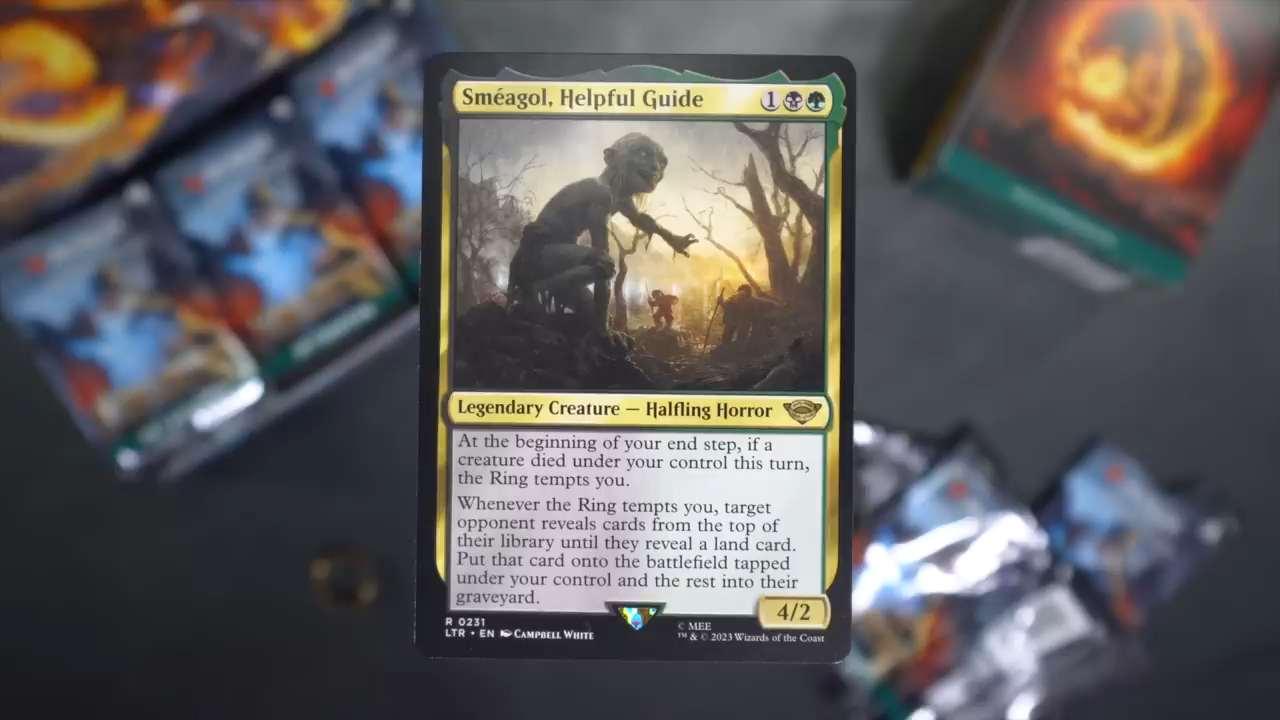 Sméagol, Helpful Guide 1
Legendary Creature — Halfling Horror
At the beginning of your end step, if a
creature died under your control this turn,
the Ring tempts you.
Whenever the Ring tempts you, target
opponent reveals cards from the top of
their library until they reveal a land card.
Put that card onto the battlefield tapped
under your control and the rest into their
graveyard.
4/2
R 0231
LTR • EN Campbell White
© MEE
™ & © 2023 Wizards of the Coast